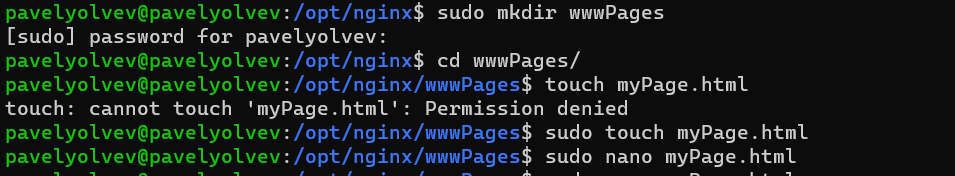 pavelyolvev@pavelyolvev:/opt/nginx$ sudo mkdir wwwPages
[sudo] password for pavelyolvev:
pavelyolvev@pavelyolvev:/opt/nginx$ cd wwwPages/
pavelyolvev@pavelyolvev:/opt/nginx/wwwPages$ touch myPage.html
touch: cannot touch 'myPage.html': Permission denied
pavelyolvev@pavelyolvev:/opt/nginx/wwwPages$ sudo touch myPage.html
pavelyolvev@pavelyolvev:/opt/nginx/wwwPages$ sudo nano myPage.html